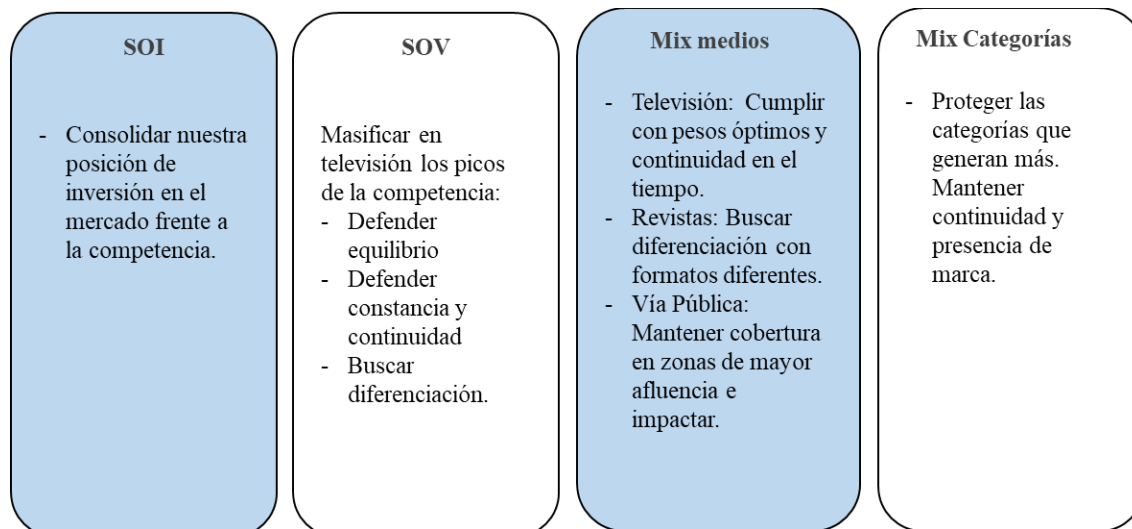 SOI
- Consolidar nuestra
posición de
inversión en el
mercado frente a
la competencia.
SOV
Masificar en
televisión los picos
de la competencia:
- Defender
equilibrio
- Defender
constancia y
continuidad
- Buscar
diferenciación.
Mix medios
- Televisión: Cumplir
con pesos óptimos y
continuidad en el
tiempo.
- Revistas: Buscar
diferenciación con
formatos diferentes.
- Vía Pública:
Mantener cobertura
en zonas de mayor
afluencia e
impactar.
Mix Categorías
- Proteger las
categorías que
generan más.
Mantener
continuidad y
presencia de
marca.